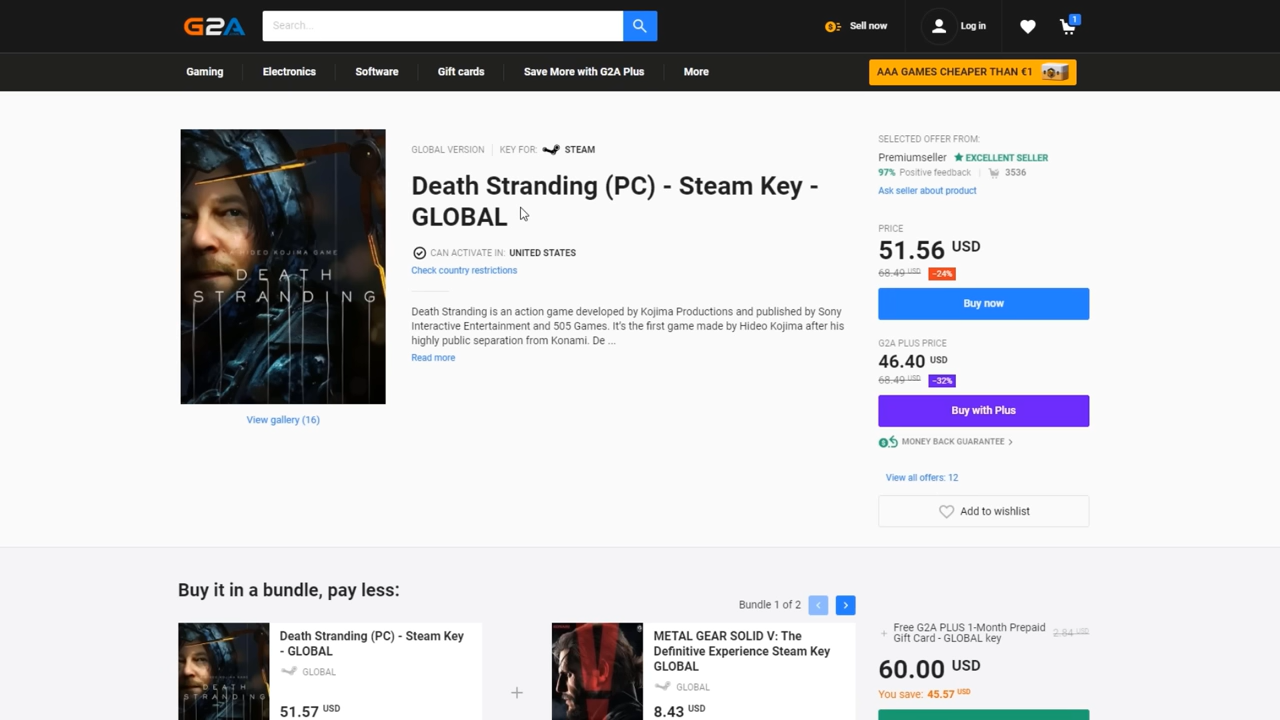 G2A
Search...
Sell now
Log in
1
Gaming
Electronics
Software
Gift cards
Save More with G2A Plus
More
AAA GAMES CHEAPER THAN €1
A HIDEO KOJIMA GAME
DEATH
STRANDING
View gallery (16)
GLOBAL VERSION
KEY FOR: STEAM
Death Stranding (PC) - Steam Key -
GLOBAL
CAN ACTIVATE IN: UNITED STATES
Check country restrictions
Death Stranding is an action game developed by Kojima Productions and published by Sony
Interactive Entertainment and 505 Games. It's the first game made by Hideo Kojima after his
highly public separation from Konami. De ...
Read more
SELECTED OFFER FROM:
Premiumseller EXCELLENT SELLER
97% Positive feedback 3536
Ask seller about product
PRICE
51.56 USD
68.49 USD -24%
Buy now
G2A PLUS PRICE
46.40 USD
68.49 USD -32%
Buy with Plus
MONEY BACK GUARANTEE >
View all offers: 12
Add to wishlist
Buy it in a bundle, pay less:
Bundle 1 of 2
DEATH
STRANDING
Death Stranding (PC) - Steam Key
- GLOBAL
GLOBAL
51.57 USD
+
METAL GEAR SOLID V: The
Definitive Experience Steam Key
GLOBAL
GLOBAL
8.43 USD
+ Free G2A PLUS 1-Month Prepaid
Gift Card - GLOBAL key
2.84 USD
60.00 USD
You save: 45.57 USD